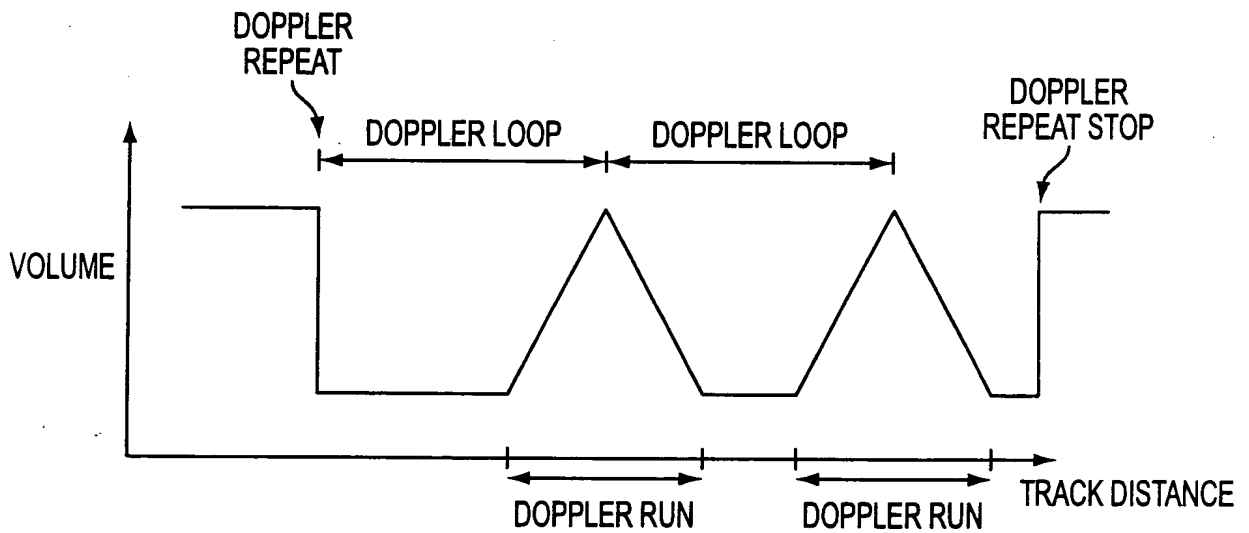 DOPPLER
REPEAT
DOPPLER
REPEAT STOP
DOPPLER LOOP
DOPPLER LOOP
VOLUME
TRACK DISTANCE
DOPPLER RUN
DOPPLER RUN